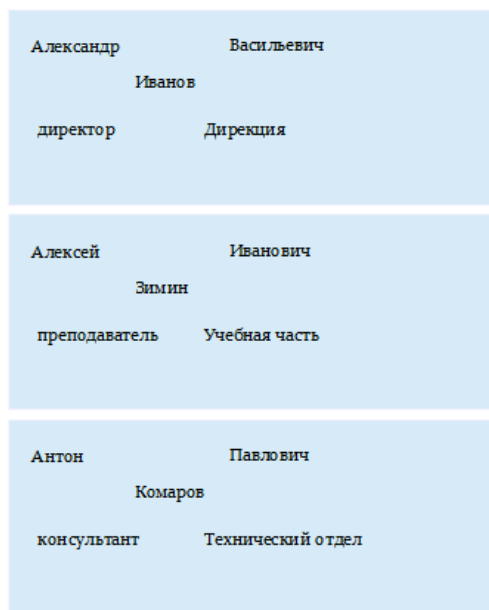 Александр Васильевич
Иванов
директор Дирекция
Алексей Иванович
Зимин
преподаватель Учебная часть
Антон Павлович
Комаров
консультант Технический отдел